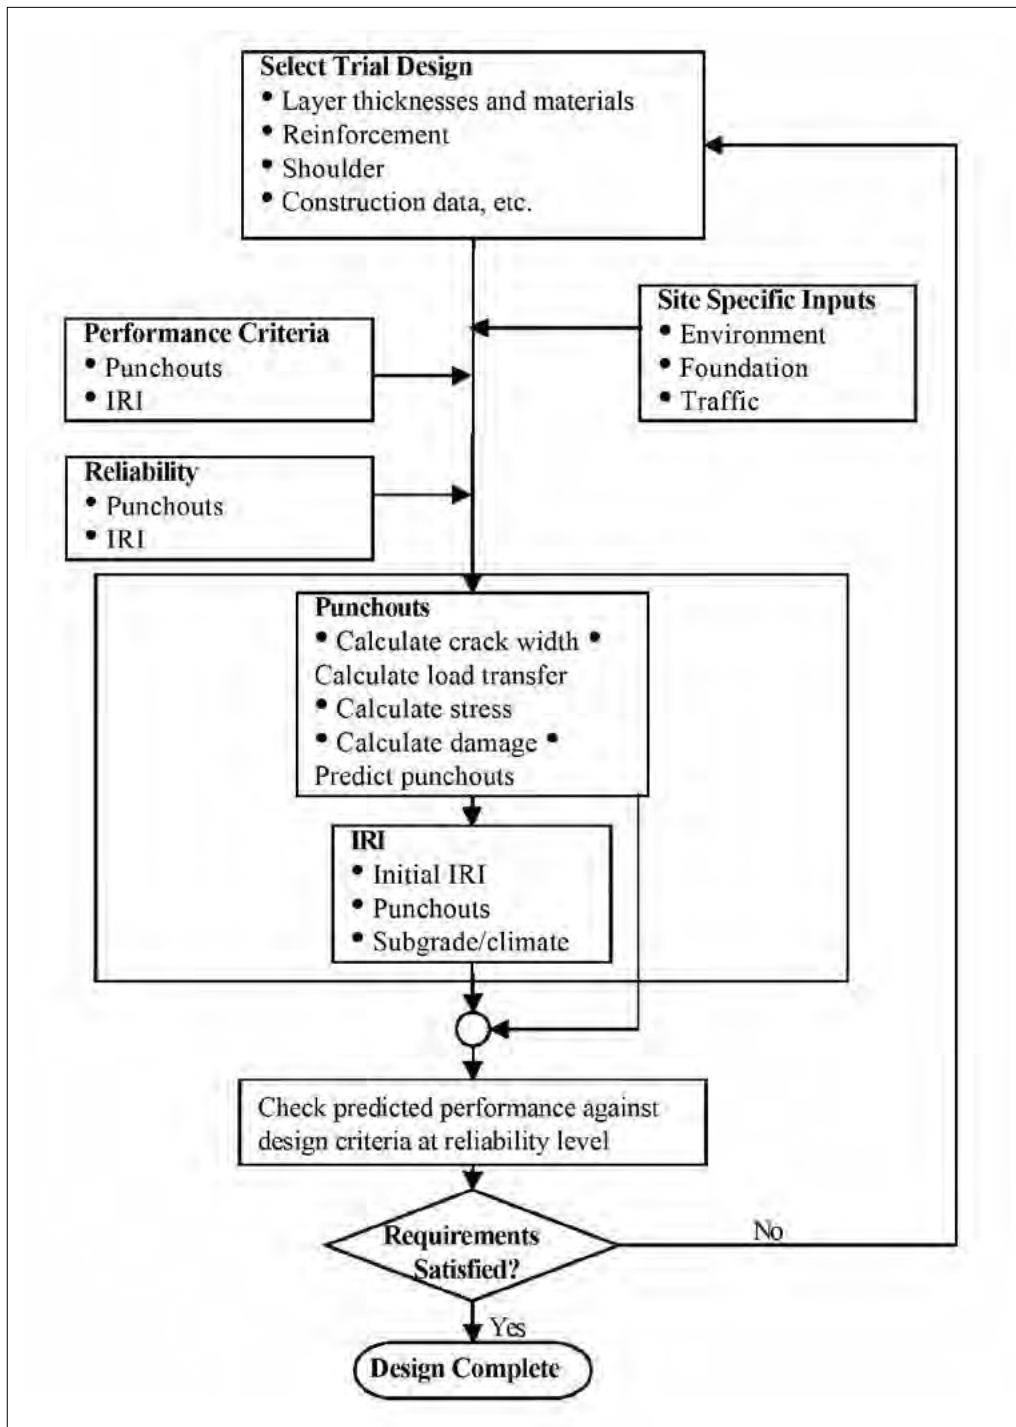 Select Trial Design
• Layer thicknesses and materials
• Reinforcement
• Shoulder
• Construction data, etc.
Site Specific Inputs
• Environment
• Foundation
• Traffic
Performance Criteria
• Punchouts
• IRI
Reliability
• Punchouts
• IRI
Punchouts
• Calculate crack width •
Calculate load transfer
• Calculate stress
• Calculate damage •
Predict punchouts
IRI
• Initial IRI
• Punchouts
• Subgrade/climate
Check predicted performance against
design criteria at reliability level
Requirements
Satisfied?
No
Yes
Design Complete